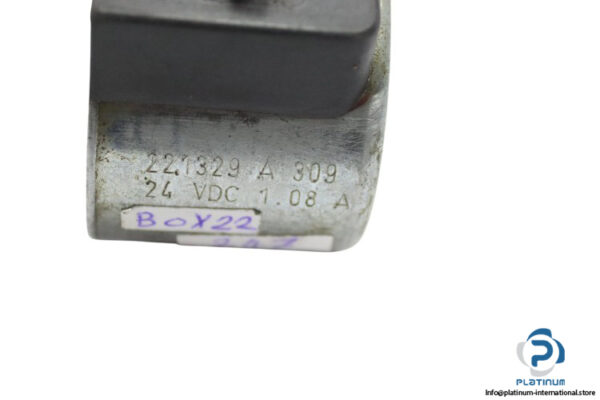 221329 A 309
24 VDC 1.08 A
BOX22
PLATINUM
Info@platinum-international.store